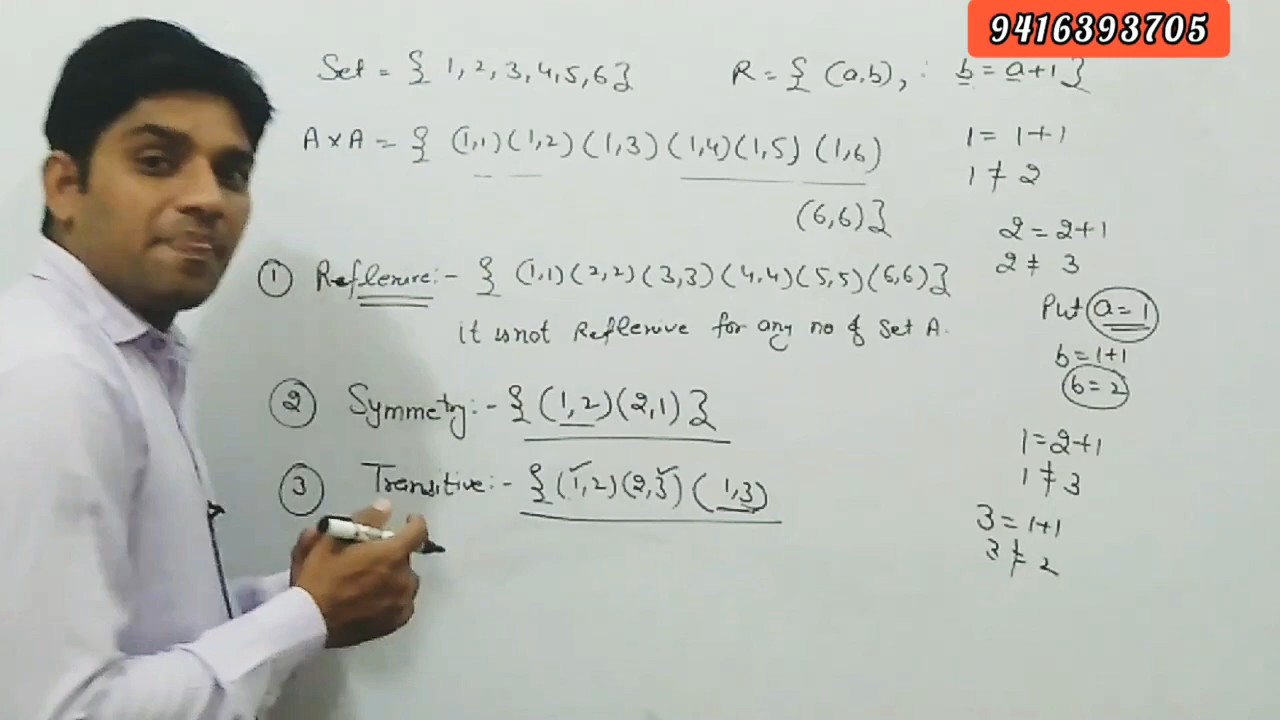 9416393705
Set = { 1, 2, 3, 4, 5, 6 }
R = { (a,b), : b = a+1 }
A×A = { (1,1) (1,2) (1,3) (1,4) (1,5) (1,6)
(6,6) }
1 = 1+1
1 ≠ 2
2 = 2+1
2 ≠ 3
① Reflexive:- { (1,1) (2,2) (3,3) (4,4) (5,5) (6,6) }
it is not Reflexive for any no of Set A.
Put a = 1
b = 1+1
b = 2
② Symmetry:- { (1,2) (2,1) }
1 = 2+1
1 ≠ 3
③ Transitive:- { (1,2) (2,3) (1,3)
3 = 1+1
3 ≠ 2